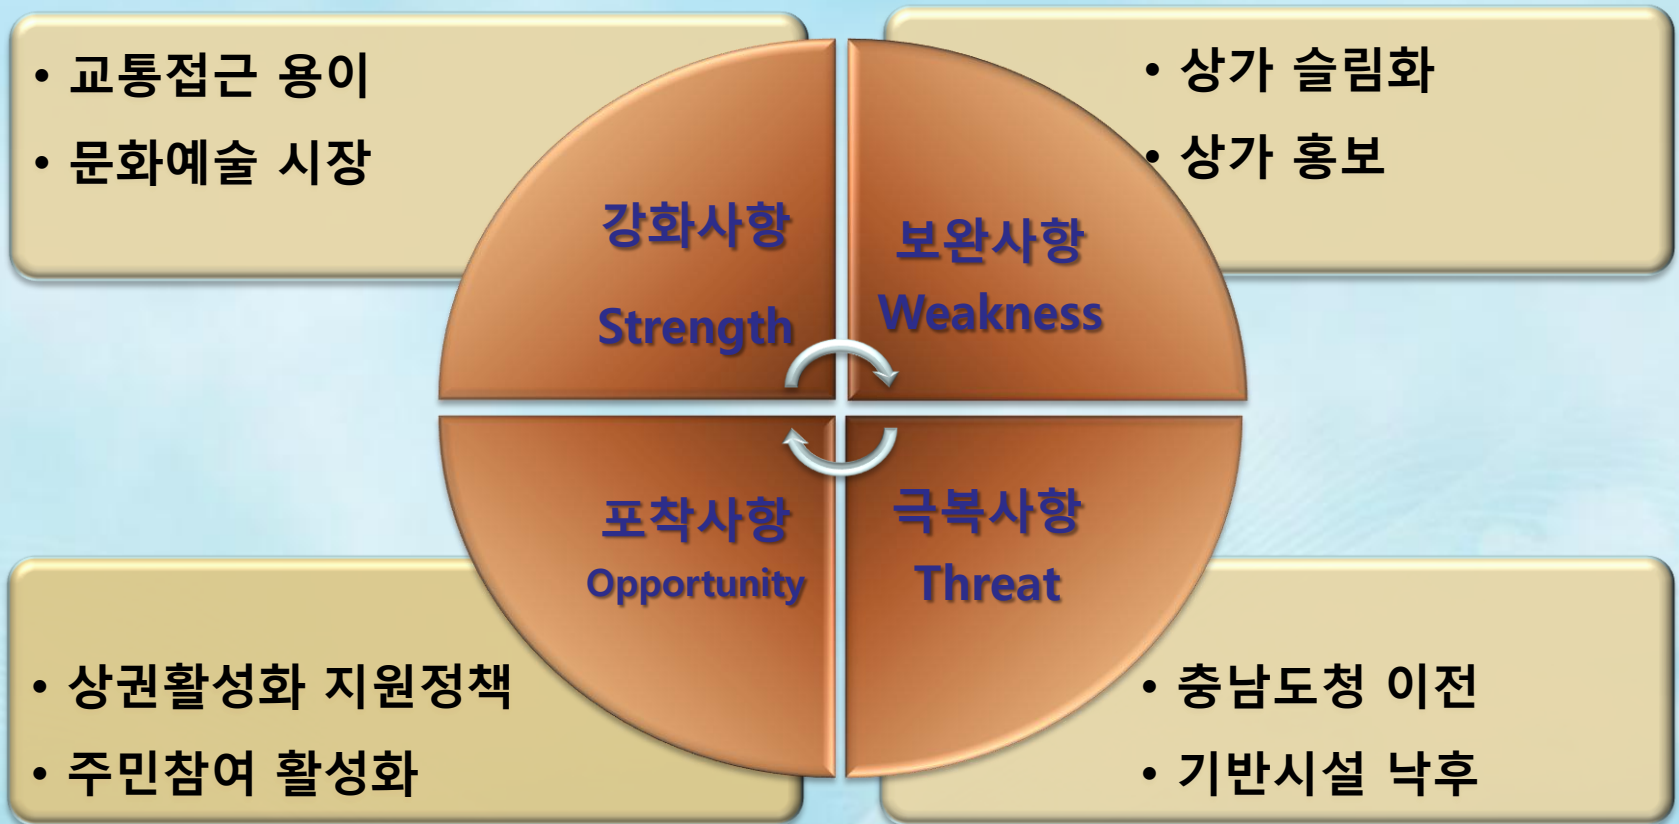 • 교통접근 용이
• 문화예술 시장
강화사항
Strength
• 상가 슬림화
• 상가 홍보
보완사항
Weakness
포착사항
Opportunity
• 상권활성화 지원정책
• 주민참여 활성화
극복사항
Threat
• 충남도청 이전
• 기반시설 낙후